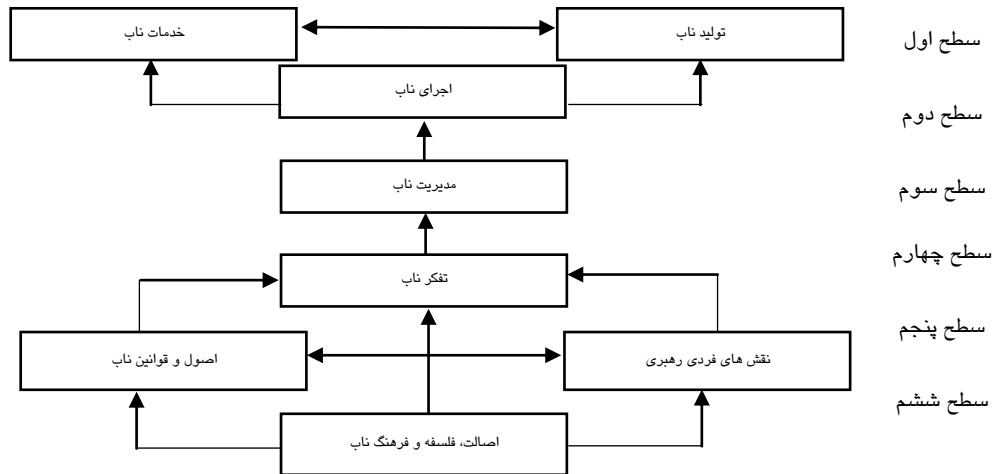 تولید ناب
خدمات ناب
سطح اول
اجرای ناب
سطح دوم
مدیریت ناب
سطح سوم
تفکر ناب
سطح چهارم
نقش های فردی رهبری
اصول و قوانین ناب
سطح پنجم
اصالت، فلسفه و فرهنگ ناب
سطح ششم